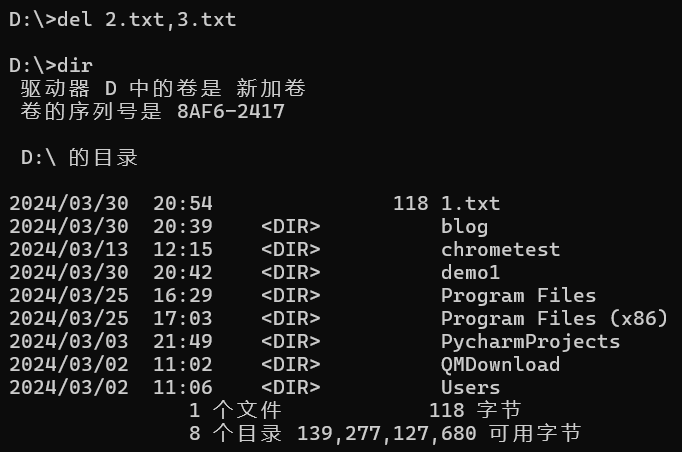 D:\>del 2.txt,3.txt
D:\>dir
 驱动器 D 中的卷是 新加卷
 卷的序列号是 8AF6-2417
 D:\ 的目录
2024/03/30  20:54               118 1.txt
2024/03/30  20:39    <DIR>          blog
2024/03/13  12:15    <DIR>          chrometest
2024/03/30  20:42    <DIR>          demo1
2024/03/25  16:29    <DIR>          Program Files
2024/03/25  17:03    <DIR>          Program Files (x86)
2024/03/03  21:49    <DIR>          PycharmProjects
2024/03/02  11:02    <DIR>          QMDownload
2024/03/02  11:06    <DIR>          Users
               1 个文件            118 字节
               8 个目录 139,277,127,680 可用字节